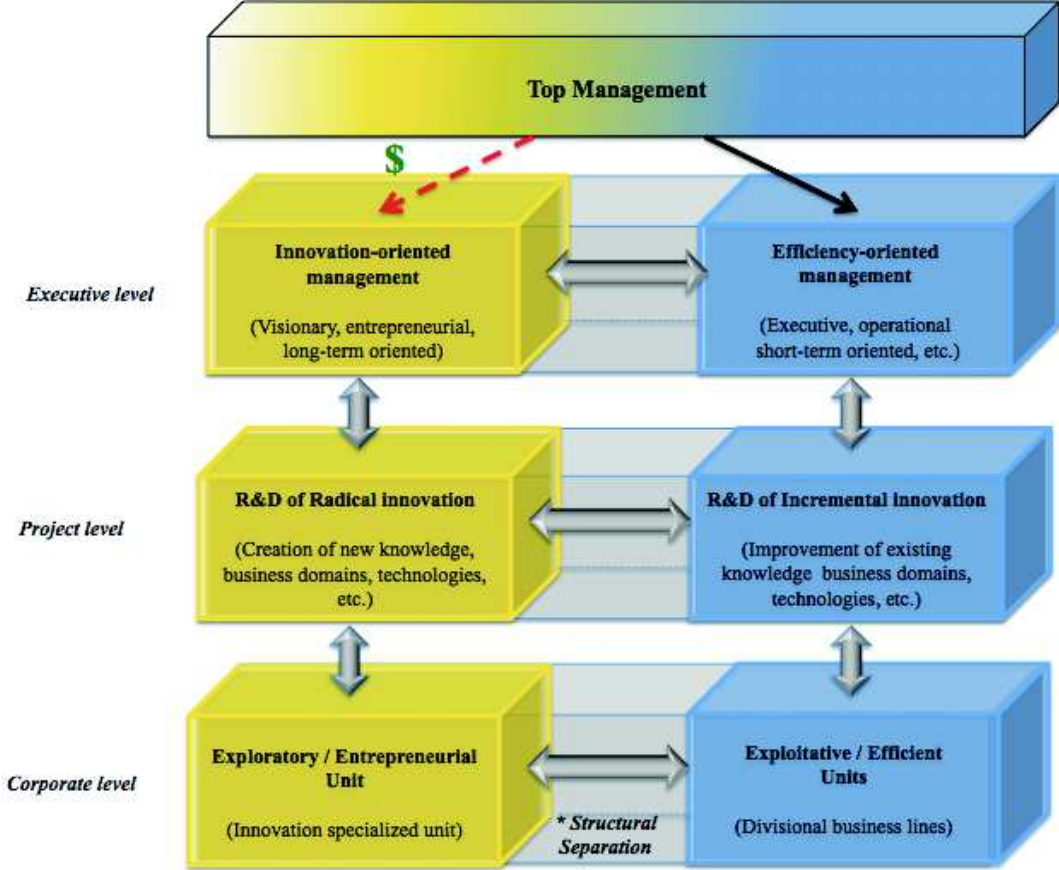 Top Management
$
Executive level
Innovation-oriented
management
(Visionary, entrepreneurial,
long-term oriented)
Efficiency-oriented
management
(Executive, operational
short-term oriented, etc.)
Project level
R&D of Radical innovation
(Creation of new knowledge,
business domains, technologies,
etc.)
R&D of Incremental innovation
(Improvement of existing
knowledge business domains,
technologies, etc.)
Corporate level
Exploratory / Entrepreneurial
Unit
(Innovation specialized unit)
* Structural
Separation
Exploitative / Efficient
Units
(Divisional business lines)